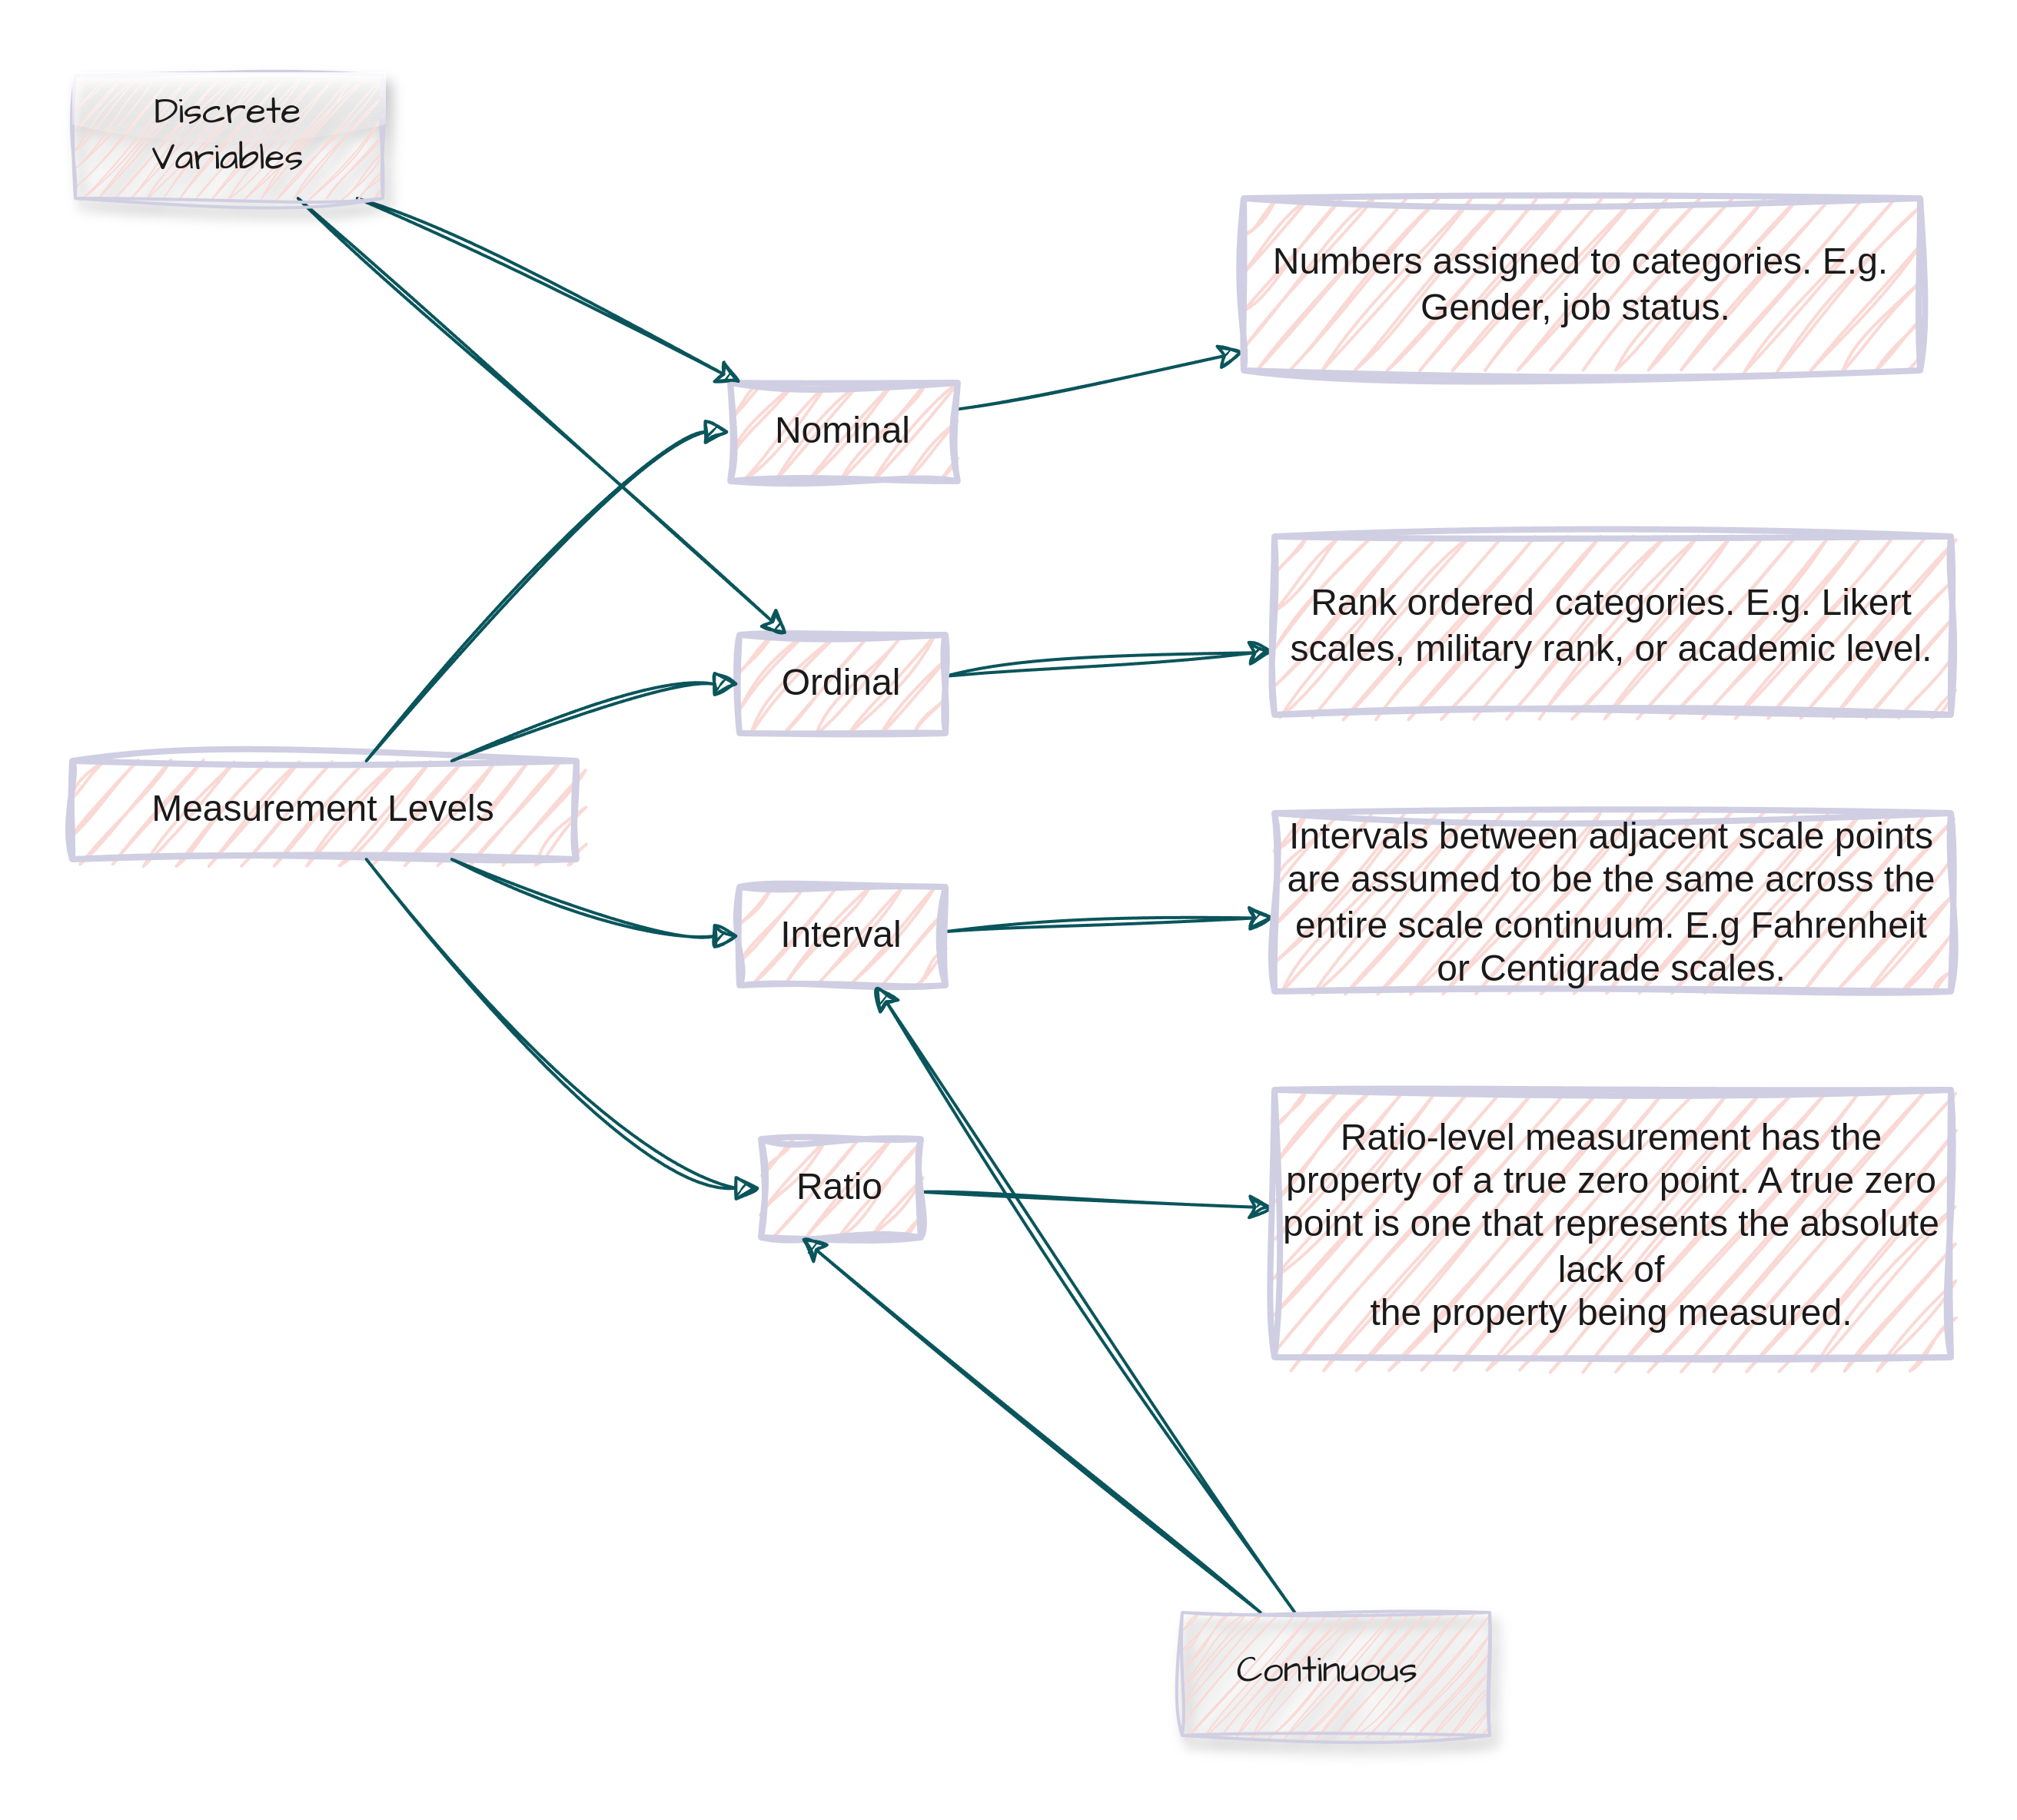 Discrete
Variables
Numbers assigned to categories. E.g.
Gender, job status.
Nominal
Rank ordered  categories. E.g. Likert
scales, military rank, or academic level.
Ordinal
Measurement Levels
Intervals between adjacent scale points
are assumed to be the same across the
entire scale continuum. E.g Fahrenheit
or Centigrade scales.
Interval
Ratio-level measurement has the
property of a true zero point. A true zero
point is one that represents the absolute
lack of
the property being measured.
Ratio
Continuous